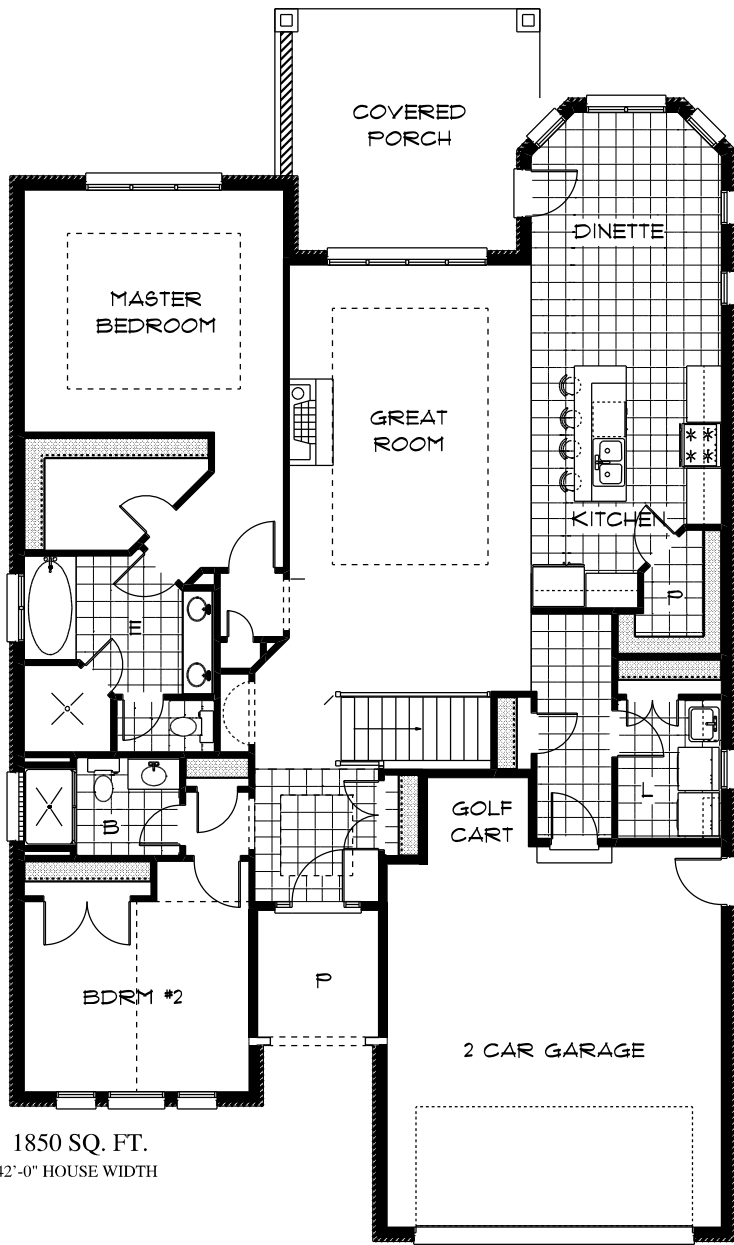 COVERED
PORCH
DINETTE
MASTER
BEDROOM
GREAT
ROOM
KITCHEN
P
E
L
B
GOLF
CART
P
BDRM #2
2 CAR GARAGE
1850 SQ. FT.
42'-0" HOUSE WIDTH